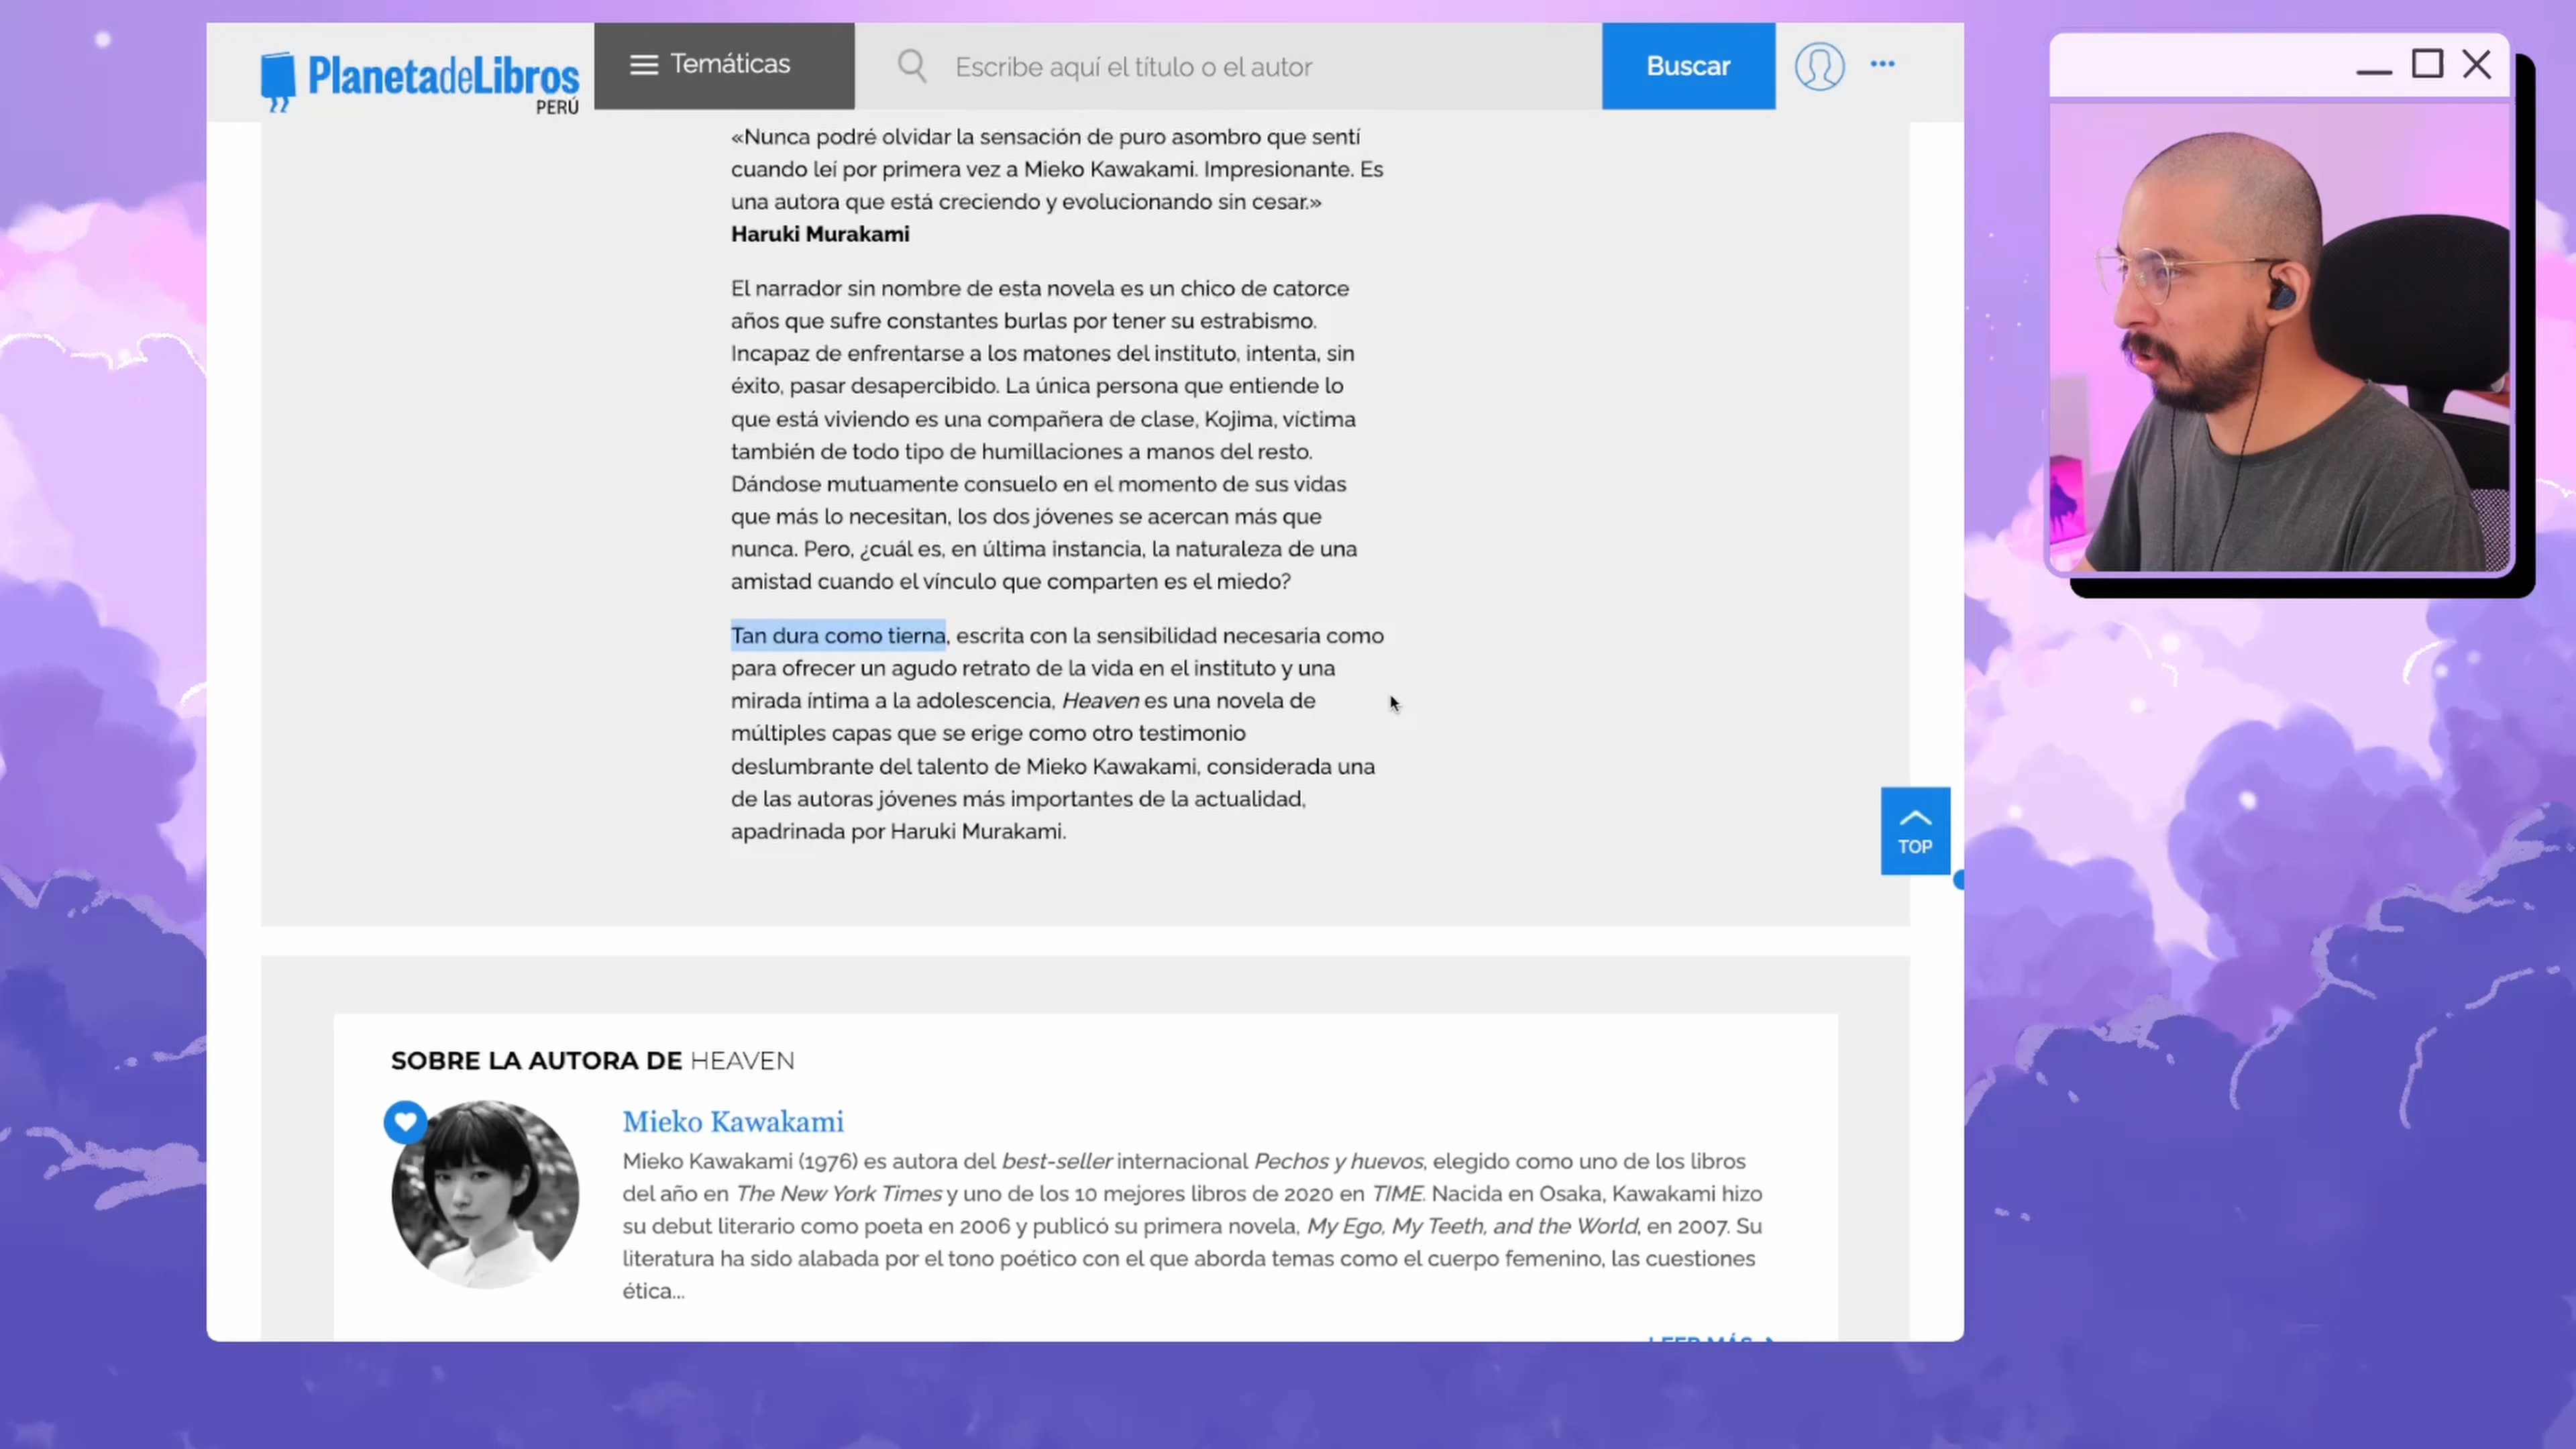 PlanetadeLibros
PERÚ
Temáticas
Escribe aquí el título o el autor
Buscar
«Nunca podré olvidar la sensación de puro asombro que sentí
cuando leí por primera vez a Mieko Kawakami. Impresionante. Es
una autora que está creciendo y evolucionando sin cesar.»
Haruki Murakami
El narrador sin nombre de esta novela es un chico de catorce
años que sufre constantes burlas por tener su estrabismo.
Incapaz de enfrentarse a los matones del instituto, intenta, sin
éxito, pasar desapercibido. La única persona que entiende lo
que está viviendo es una compañera de clase, Kojima, víctima
también de todo tipo de humillaciones a manos del resto.
Dándose mutuamente consuelo en el momento de sus vidas
que más lo necesitan, los dos jóvenes se acercan más que
nunca. Pero, ¿cuál es, en última instancia, la naturaleza de una
amistad cuando el vínculo que comparten es el miedo?
Tan dura como tierna, escrita con la sensibilidad necesaria como
para ofrecer un agudo retrato de la vida en el instituto y una
mirada íntima a la adolescencia, Heaven es una novela de
múltiples capas que se erige como otro testimonio
deslumbrante del talento de Mieko Kawakami, considerada una
de las autoras jóvenes más importantes de la actualidad,
apadrinada por Haruki Murakami.
TOP
SOBRE LA AUTORA DE HEAVEN
Mieko Kawakami
Mieko Kawakami (1976) es autora del best-seller internacional Pechos y huevos, elegido como uno de los libros
del año en The New York Times y uno de los 10 mejores libros de 2020 en TIME. Nacida en Osaka, Kawakami hizo
su debut literario como poeta en 2006 y publicó su primera novela, My Ego, My Teeth, and the World, en 2007. Su
literatura ha sido alabada por el tono poético con el que aborda temas como el cuerpo femenino, las cuestiones
ética...
LEER MÁS